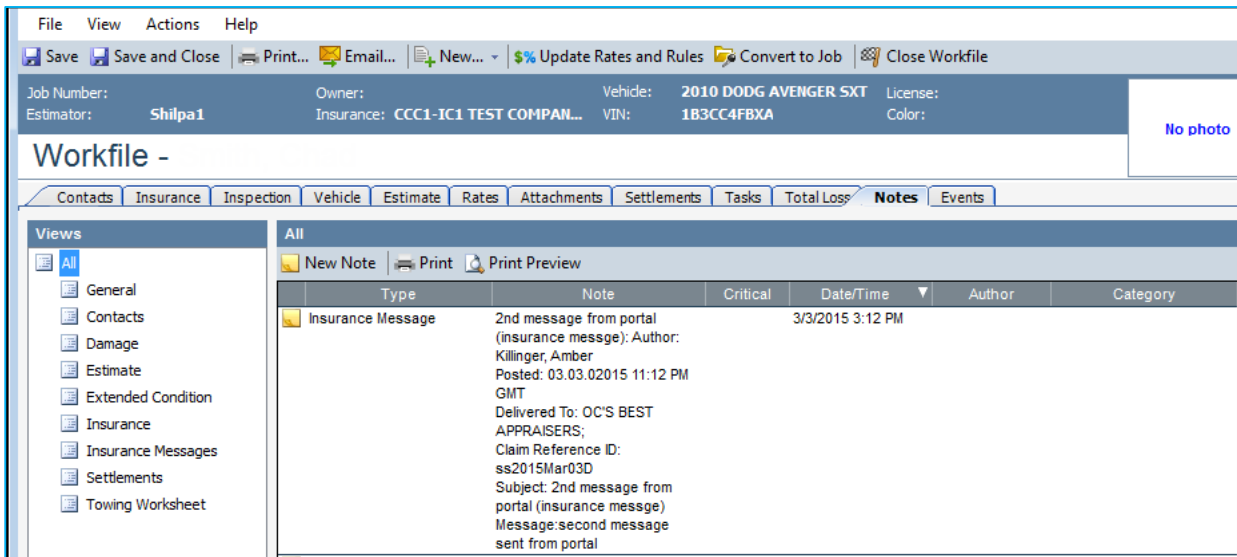 File View Actions Help
Save Save and Close Print... Email... New... $% Update Rates and Rules Convert to Job Close Workfile
Job Number: Owner: Vehicle: 2010 DODG AVENGER SXT License:
Estimator: Shilpa1 Insurance: CCC1-IC1 TEST COMPAN... VIN: 1B3CC4FBXA Color:
No photo
Workfile -
Contacts Insurance Inspection Vehicle Estimate Rates Attachments Settlements Tasks Total Loss Notes Events
Views
All
General
Contacts
Damage
Estimate
Extended Condition
Insurance
Insurance Messages
Settlements
Towing Worksheet
All
New Note Print Print Preview
Type Note Critical Date/Time Author Category
Insurance Message 2nd message from portal 3/3/2015 3:12 PM
(insurance messge): Author:
Killinger, Amber
Posted: 03.03.02015 11:12 PM
GMT
Delivered To: OC'S BEST
APPRAISERS;
Claim Reference ID:
ss2015Mar03D
Subject: 2nd message from
portal (insurance messge)
Message:second message
sent from portal